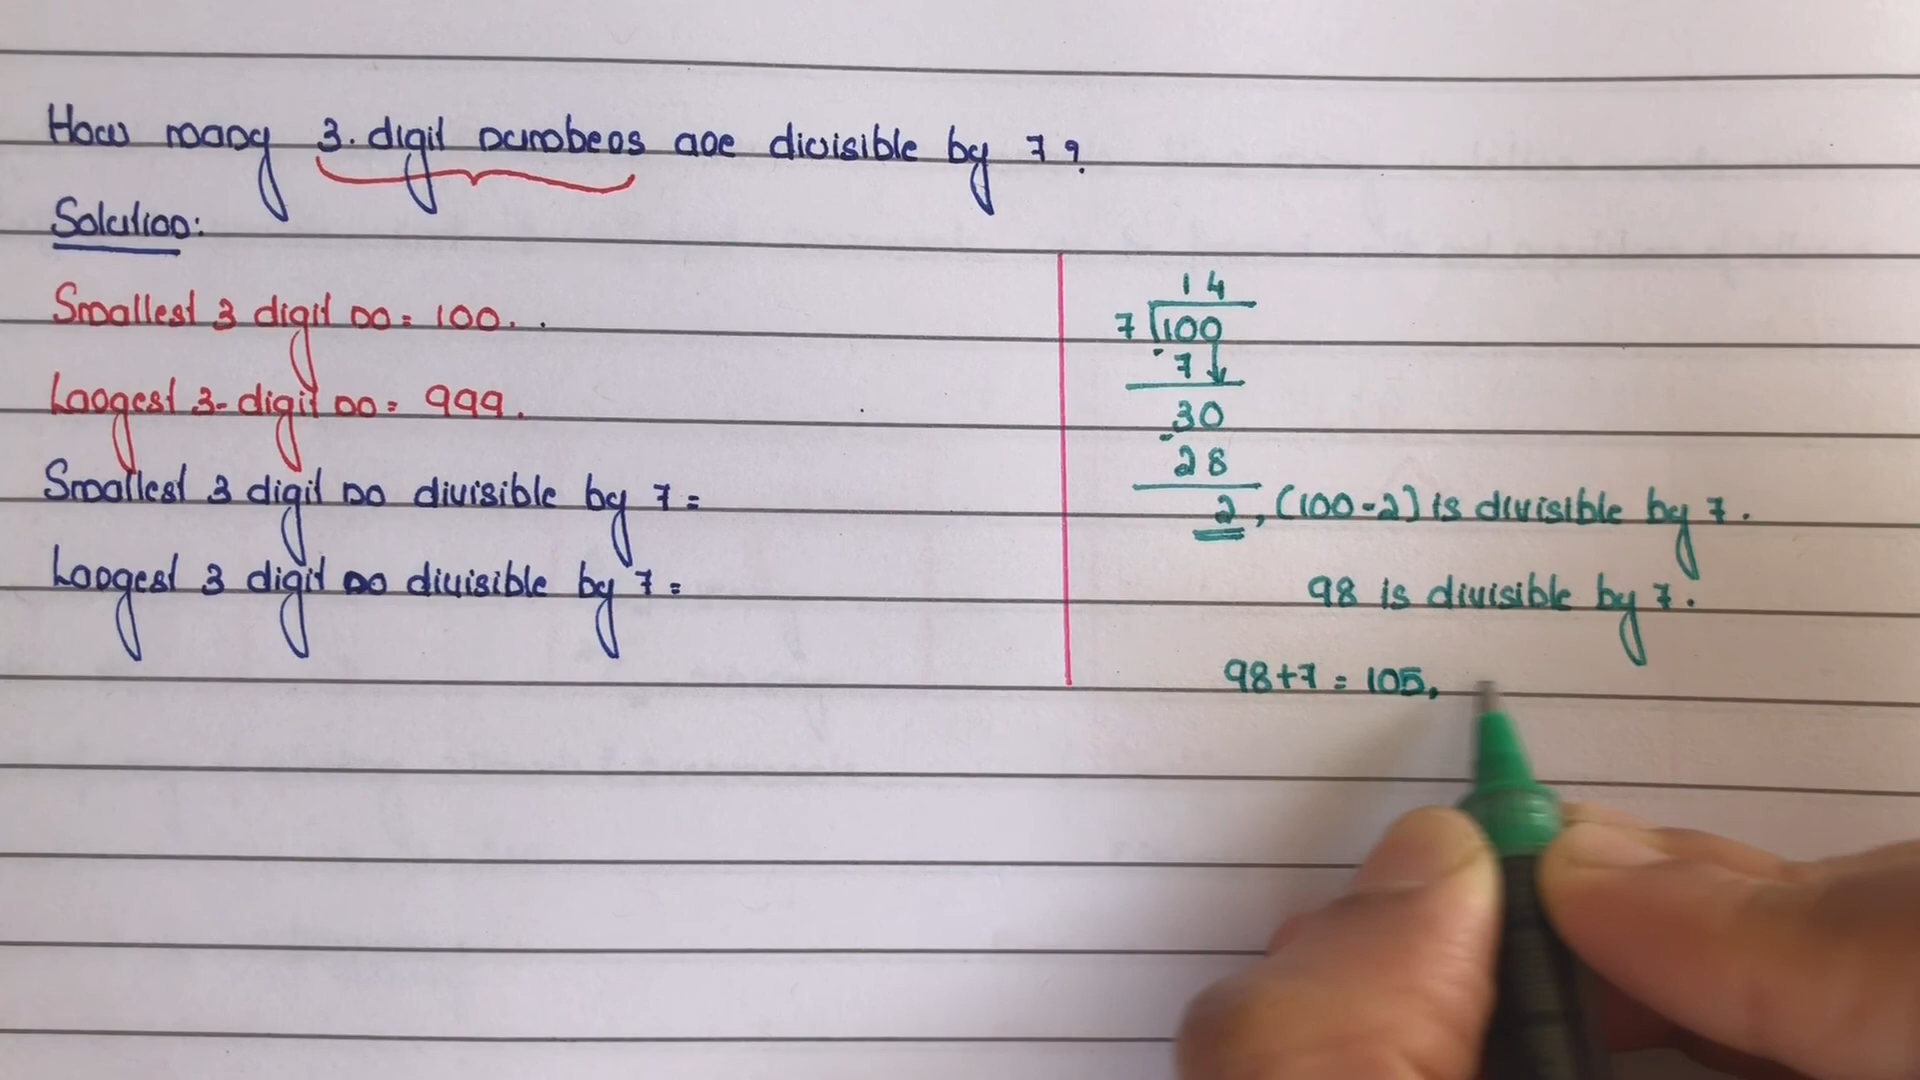 How many 3-digit numbers are divisible by 7?
Solution:
Smallest 3 digit no = 100.
Largest 3-digit no = 999.
Smallest 3 digit no divisible by 7 =
Largest 3 digit no divisible by 7 =
14
7 100
- 7
30
- 28
2, (100-2) is divisible by 7.
98 is divisible by 7.
98+7 = 105,